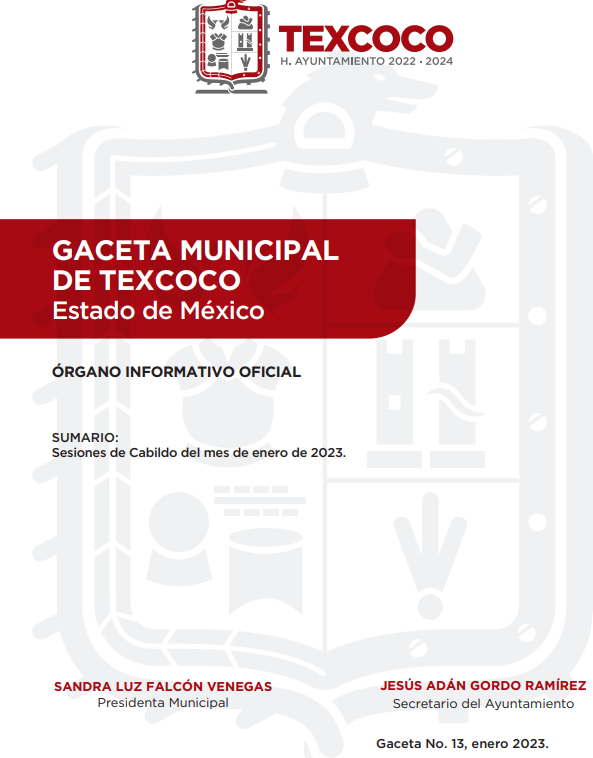 TEXCOCO
H. AYUNTAMIENTO 2022 • 2024
GACETA MUNICIPAL
DE TEXCOCO
Estado de México
ÓRGANO INFORMATIVO OFICIAL
SUMARIO:
Sesiones de Cabildo del mes de enero de 2023.
SANDRA LUZ FALCÓN VENEGAS
Presidenta Municipal
JESÚS ADÁN GORDO RAMÍREZ
Secretario del Ayuntamiento
Gaceta No. 13, enero 2023.